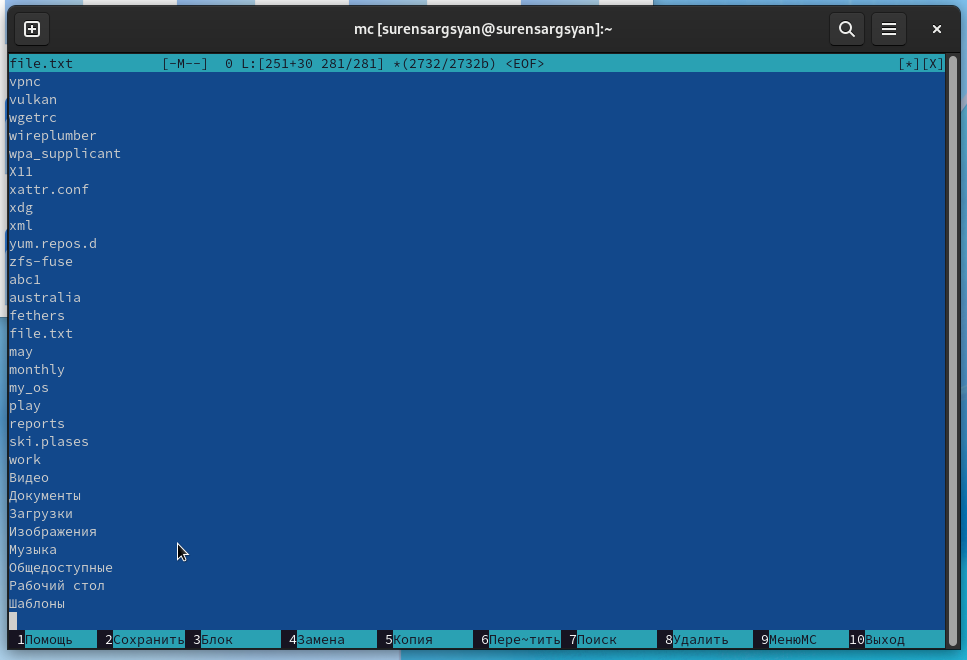 mc [surensargsyan@surensargsyan]:~
file.txt [-M--] 0 L:[251+30 281/281] *(2732/2732b) <EOF> [*][X]
vpnc
vulkan
wgetrc
wireplumber
wpa_supplicant
X11
xattr.conf
xdg
xml
yum.repos.d
zfs-fuse
abc1
australia
fethers
file.txt
may
monthly
my_os
play
reports
ski.plases
work
Видео
Документы
Загрузки
Изображения
Музыка
Общедоступные
Рабочий стол
Шаблоны
1Помощь 2Сохранить 3Блок 4Замена 5Копия 6Пере~тить 7Поиск 8Удалить 9МенюMC 10Выход